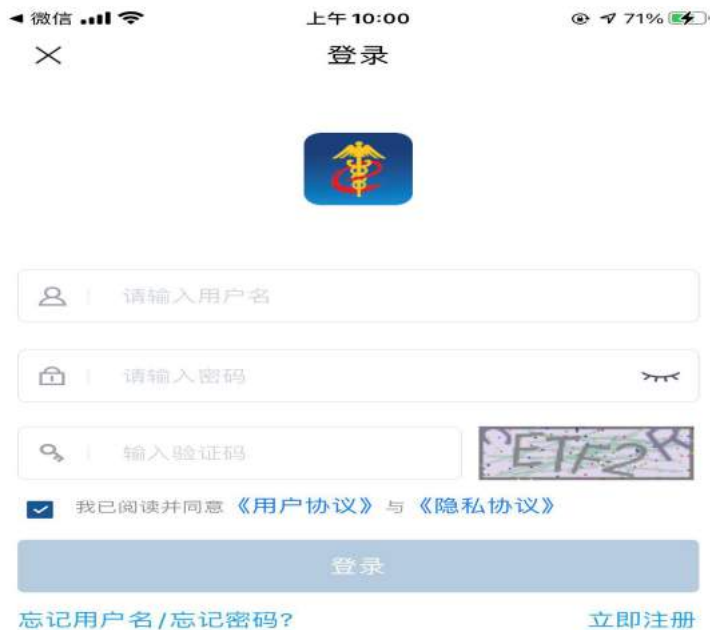 微信 上午10:00 71%
登录
请输入用户名
请输入密码
输入验证码
我已阅读并同意《用户协议》与《隐私协议》
登录
忘记用户名/忘记密码? 立即注册